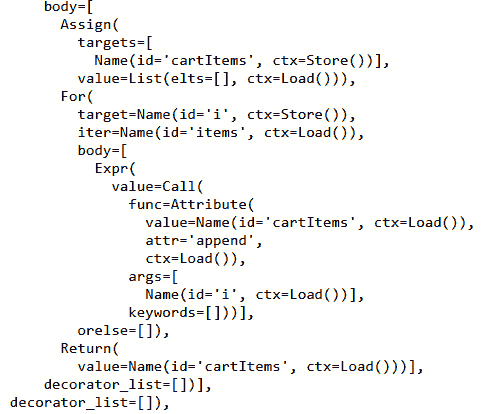 body=[
Assign(
targets=[
Name(id='cartItems', ctx=Store())],
value=List(elts=[], ctx=Load())),
For(
target=Name(id='i', ctx=Store()),
iter=Name(id='items', ctx=Load()),
body=[
Expr(
value=Call(
func=Attribute(
value=Name(id='cartItems', ctx=Load()),
attr='append',
ctx=Load()),
args=[
Name(id='i', ctx=Load())],
keywords=[]))],
orelse=[]),
Return(
value=Name(id='cartItems', ctx=Load()))],
decorator_list=[])],
decorator_list=[]),